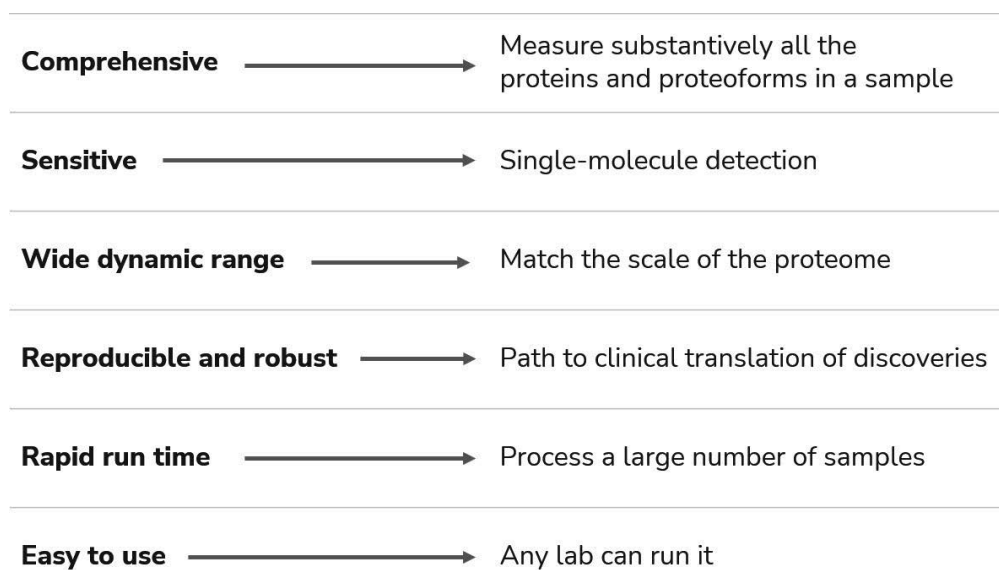 Comprehensive
Measure substantively all the
proteins and proteoforms in a sample
Sensitive
Single-molecule detection
Wide dynamic range
Match the scale of the proteome
Reproducible and robust
Path to clinical translation of discoveries
Rapid run time
Process a large number of samples
Easy to use
Any lab can run it